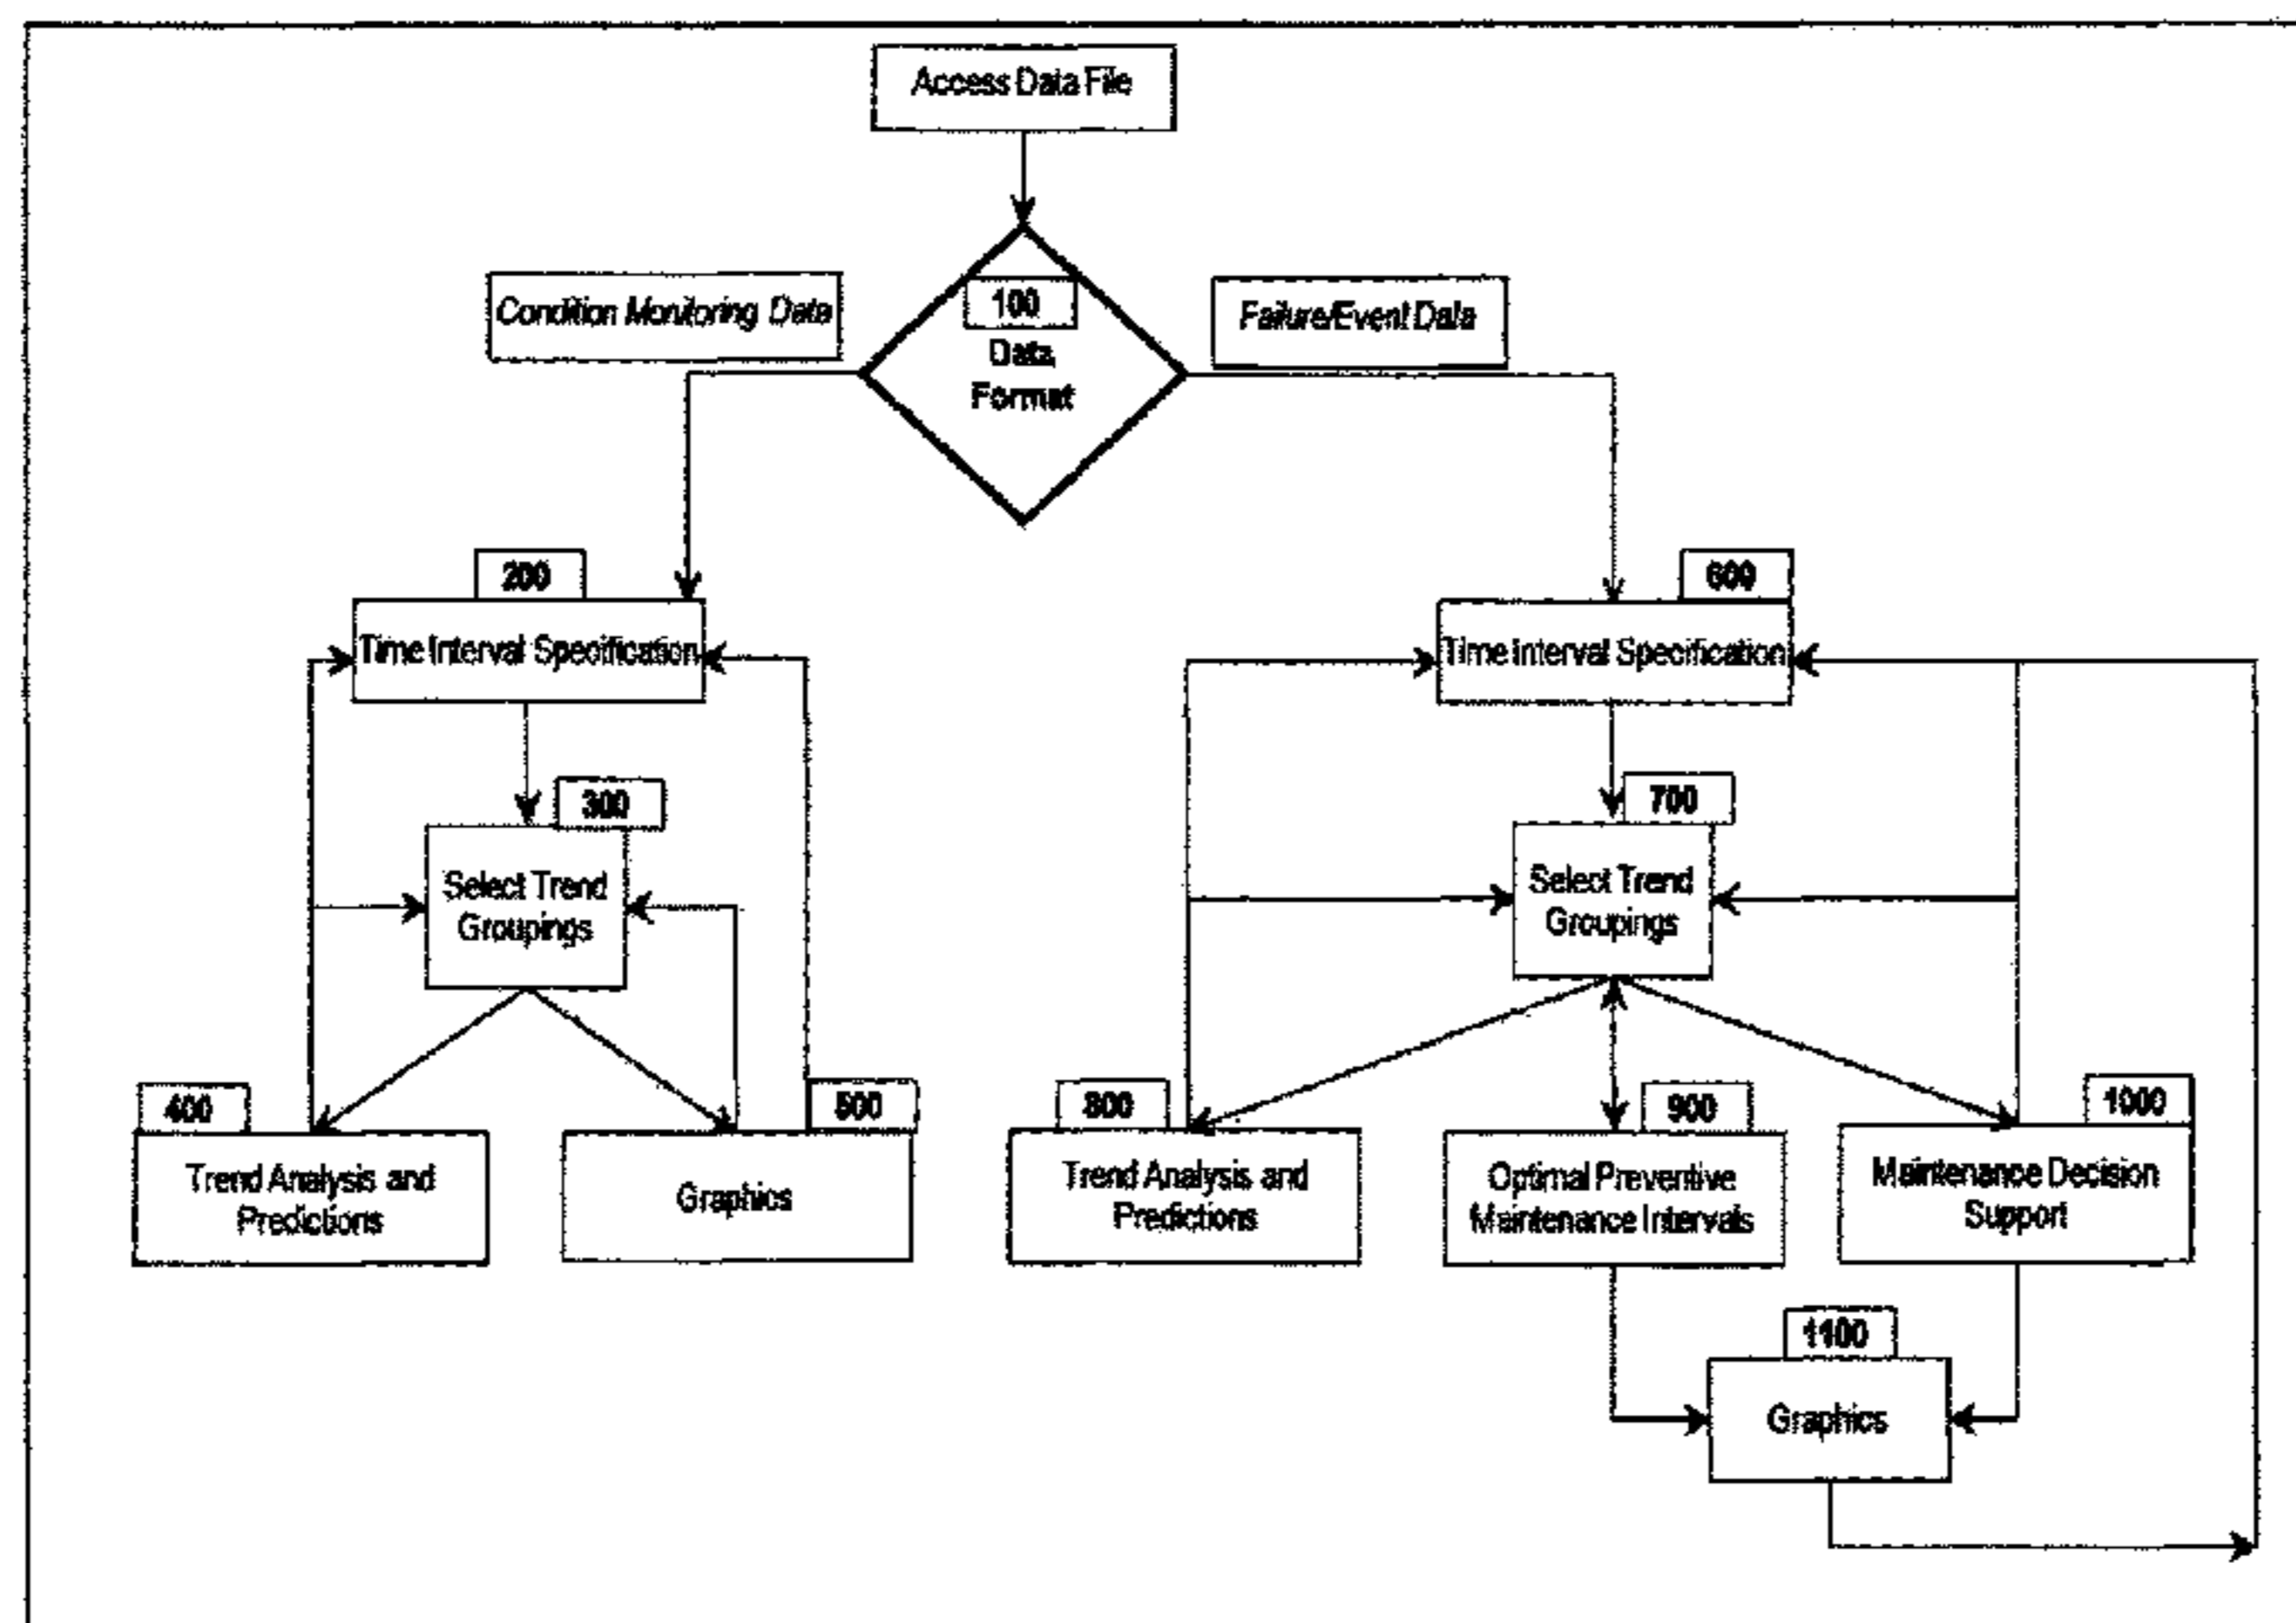 Access Data File
Condition Monitoring Data
100
Data
Format
Failure/Event Data
200
Time Interval Specification
300
Select Trend
Groupings
400
Trend Analysis and
Predictions
500
Graphics
600
Time Interval Specification
700
Select Trend
Groupings
800
Trend Analysis and
Predictions
900
Optimal Preventive
Maintenance Intervals
1000
Maintenance Decision
Support
1100
Graphics